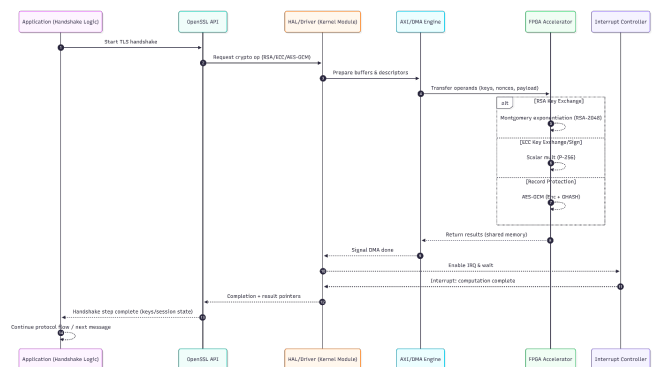 Application (Handshake Logic)
OpenSSL API
HAL/Driver (Kernel Module)
AXI/DMA Engine
FPGA Accelerator
Interrupt Controller
1
Start TLS handshake
2
Request crypto op (RSA/ECC/AES-GCM)
3
Prepare buffers & descriptors
4
Transfer operands (keys, nonces, payload)
alt
[RSA Key Exchange]
Montgomery exponentiation (RSA-2048)
[ECC Key Exchange/Sign]
Scalar mult (P-256)
[Record Protection]
AES-GCM (Enc + GHASH)
Return results (shared memory)
Signal DMA done
Enable IRQ & wait
Interrupt: computation complete
Completion + result pointers
Handshake step complete (keys/session state)
Continue protocol flow / next message
Application (Handshake Logic)
OpenSSL API
HAL/Driver (Kernel Module)
AXI/DMA Engine
FPGA Accelerator
Interrupt Controller